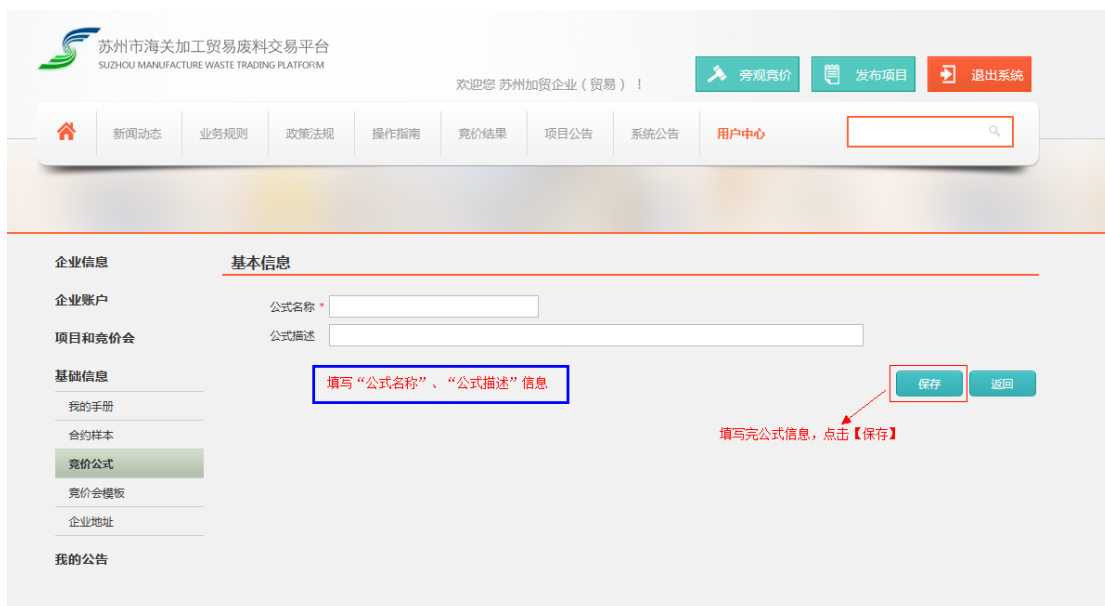 苏州市海关加工贸易废料交易平台
SUZHOU MANUFACTURE WASTE TRADING PLATFORM
欢迎您 苏州加贸企业（贸易）！
旁观竞价
发布项目
退出系统
新闻动态
业务规则
政策法规
操作指南
竞价结果
项目公告
系统公告
用户中心
企业信息
企业账户
项目和竞价会
基础信息
我的手册
合约样本
竞价公式
竞价会模板
企业地址
我的公告
基本信息
公式名称 *
公式描述
填写“公式名称”、“公式描述”信息
保存
返回
填写完公式信息，点击【保存】